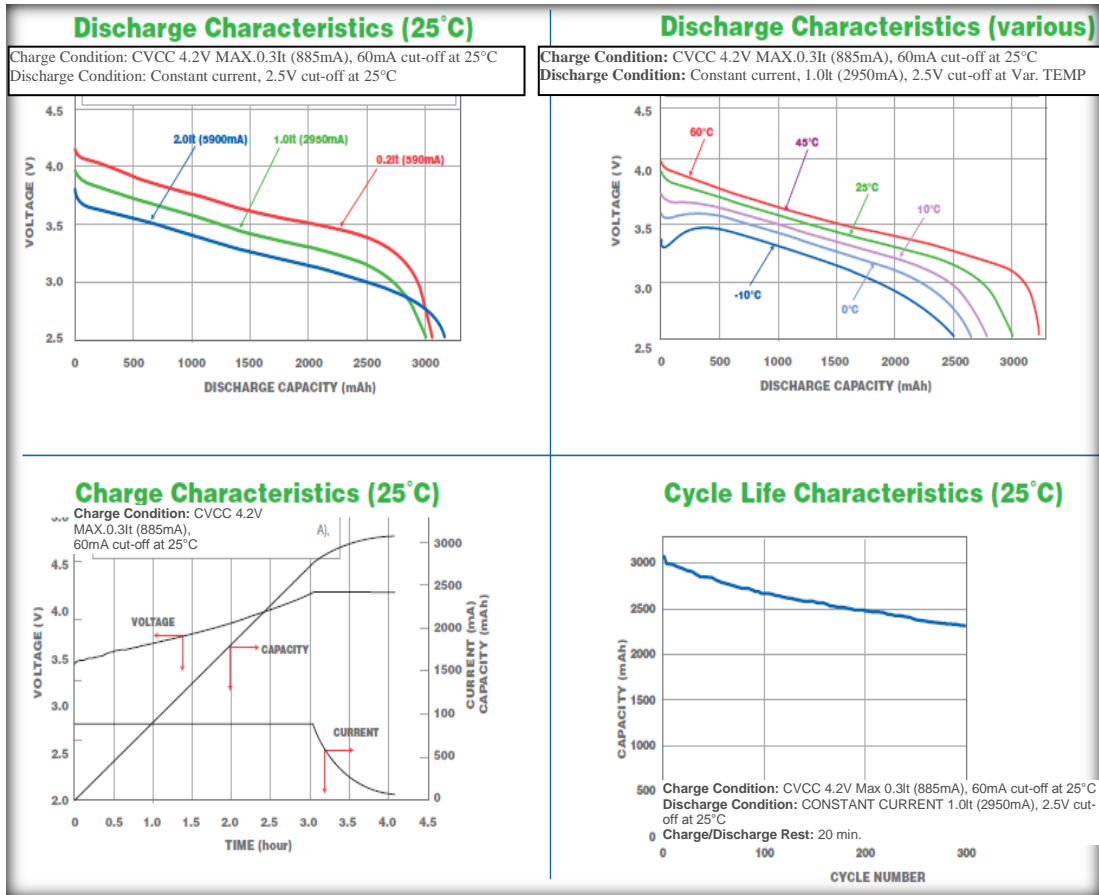 Discharge Characteristics (25°C)
Charge Condition: CVCC 4.2V MAX.0.3It (885mA), 60mA cut-off at 25°C
Discharge Condition: Constant current, 2.5V cut-off at 25°C
4.5
4.0
3.5
3.0
2.5
VOLTAGE (V)
2.0It (5900mA)
1.0It (2950mA)
0.2It (590mA)
0 500 1000 1500 2000 2500 3000
DISCHARGE CAPACITY (mAh)
Discharge Characteristics (various)
Charge Condition: CVCC 4.2V MAX.0.3It (885mA), 60mA cut-off at 25°C
Discharge Condition: Constant current, 1.0lt (2950mA), 2.5V cut-off at Var. TEMP
4.5
4.0
3.5
3.0
2.5
VOLTAGE (V)
60°C
45°C
25°C
10°C
0°C
-10°C
0 500 1000 1500 2000 2500 3000
DISCHARGE CAPACITY (mAh)
Charge Characteristics (25°C)
Charge Condition: CVCC 4.2V
MAX.0.3lt (885mA),
60mA cut-off at 25°C
A),
4.5
4.0
3.5
3.0
2.5
2.0
VOLTAGE (V)
VOLTAGE
CAPACITY
CURRENT
3000
2500
2000
1500
100
500
0
CURRENT (mA)
CAPACITY (mAh)
0 0.5 1.0 1.5 2.0 2.5 3.0 3.5 4.0 4.5
TIME (hour)
Cycle Life Characteristics (25°C)
3000
2500
2000
1500
1000
500
0
CAPACITY (mAh)
Charge Condition: CVCC 4.2V Max 0.3lt (885mA), 60mA cut-off at 25°C
Discharge Condition: CONSTANT CURRENT 1.0lt (2950mA), 2.5V cut-
off at 25°C
Charge/Discharge Rest: 20 min.
0 100 200 300
CYCLE NUMBER